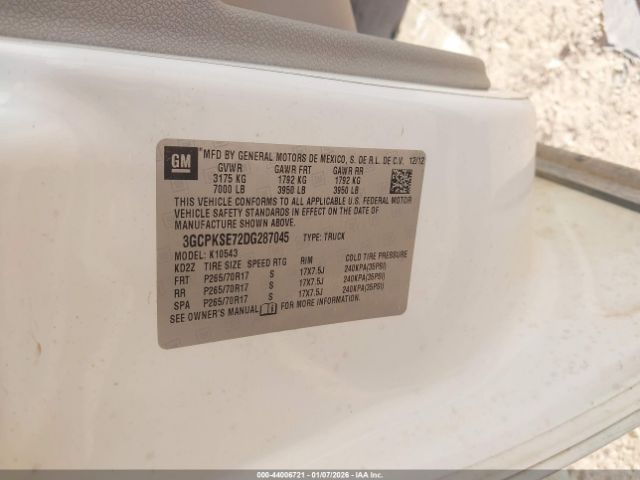 GM MFD BY GENERAL MOTORS DE MEXICO, S. DE R.L. DE C.V. 12/12
GVWR GAWR FRT GAWR RR
3175 KG 1792 KG 1792 KG
7000 LB 3950 LB 3950 LB
THIS VEHICLE CONFORMS TO ALL APPLICABLE U.S. FEDERAL MOTOR
VEHICLE SAFETY STANDARDS IN EFFECT ON THE DATE OF
MANUFACTURE SHOWN ABOVE.
3GCPKSE72DG287045 TYPE: TRUCK
MODEL: K10543
KD2Z TIRE SIZE SPEED RTG RIM COLD TIRE PRESSURE
FRT P265/70R17 S 17X7.5J 240KPA(35PSI)
RR P265/70R17 S 17X7.5J 240KPA(35PSI)
SPA P265/70R17 S 17X7.5J 240KPA(35PSI)
SEE OWNER'S MANUAL FOR MORE INFORMATION.
000-44006721 | 01/07/2026 - IAAI.COM